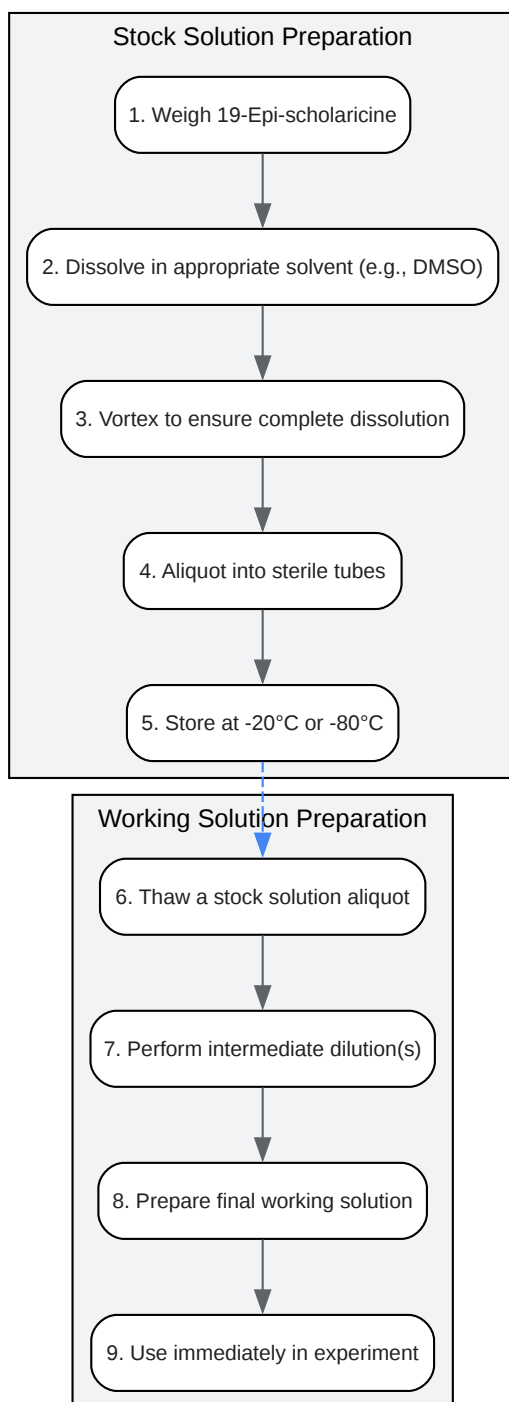 Stock Solution Preparation
1. Weigh 19-Epi-scholaricine
2. Dissolve in appropriate solvent (e.g., DMSO)
3. Vortex to ensure complete dissolution
4. Aliquot into sterile tubes
5. Store at -20°C or -80°C
Working Solution Preparation
6. Thaw a stock solution aliquot
7. Perform intermediate dilution(s)
8. Prepare final working solution
9. Use immediately in experiment